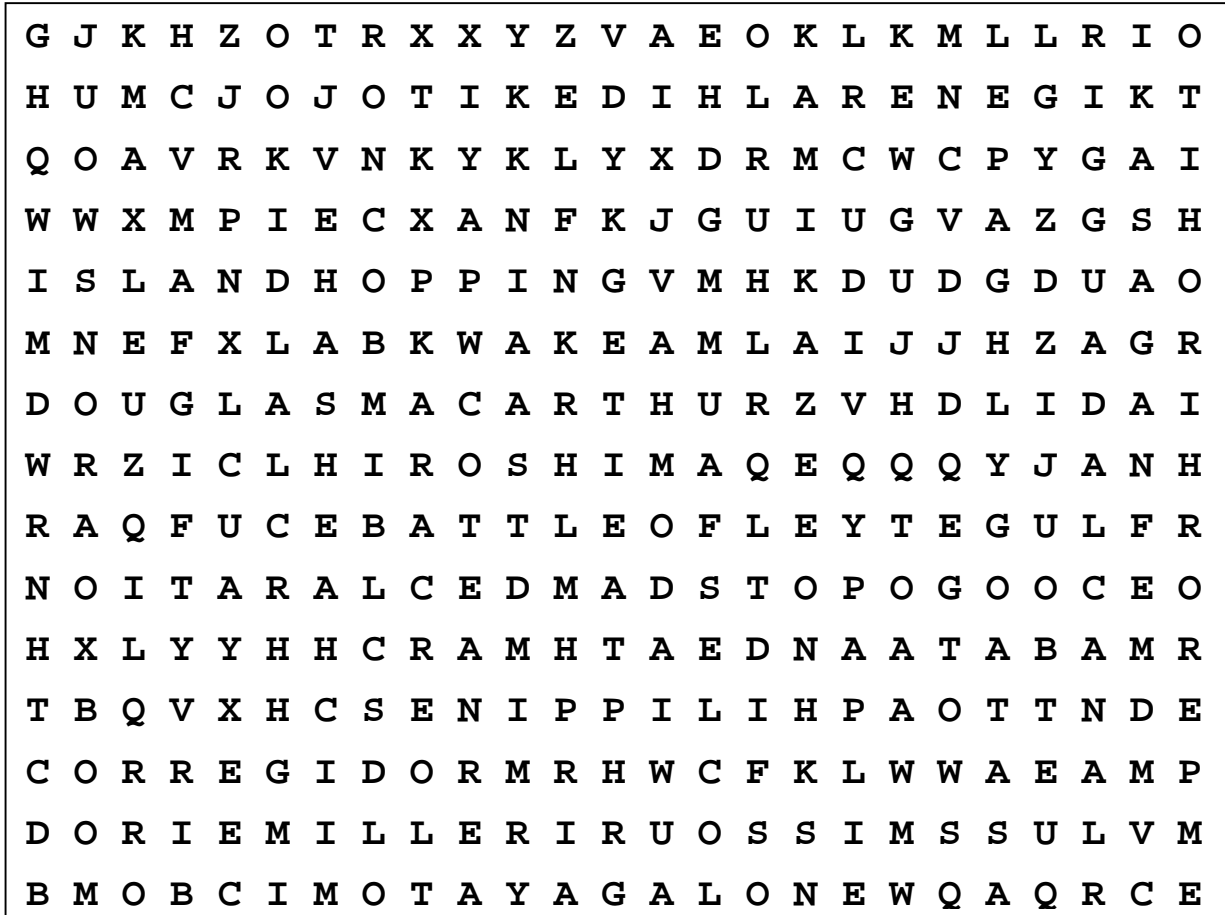 G J K H Z O T R X X Y Z V A E O K L K M L L R I O
H U M C J O J O T I K E D I H L A R E N E G I K T
Q O A V R K V N K Y K L Y X D R M C W C P Y G A I
W W X M P I E C X A N F K J G U I U G V A Z G S H
I S L A N D H O P P I N G V M H K D U D G D U A O
M N E F X L A B K W A K E A M L A I J J H Z A G R
D O U G L A S M A C A R T H U R Z V H D L I D A I
W R Z I C L H I R O S H I M A Q E Q Q Q Y J A N H
R A Q F U C E B A T T L E O F L E Y T E G U L F R
N O I T A R A L C E D M A D S T O P O G O O C E O
H X L Y Y H H C R A M H T A E D N A A T A B A M R
T B Q V X H C S E N I P P I L I H P A O T T N D E
C O R R E G I D O R M R H W C F K L W W A E A M P
D O R I E M I L L E R I R U O S S I M S S U L V M
B M O B C I M O T A Y A G A L O N E W Q A Q R C E